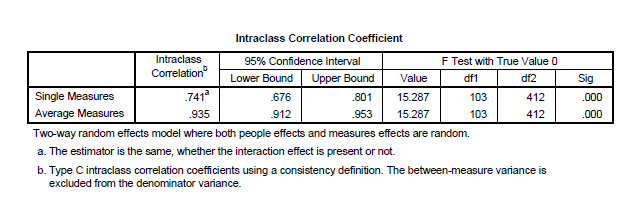 Intraclass Correlation Coefficient
Intraclass Correlation b 95% Confidence Interval F Test with True Value 0
Lower Bound Upper Bound Value df1 df2 Sig
Single Measures .741 a .676 .801 15.287 103 412 .000
Average Measures .935 .912 .953 15.287 103 412 .000
Two-way random effects model where both people effects and measures effects are random.
a. The estimator is the same, whether the interaction effect is present or not.
b. Type C intraclass correlation coefficients using a consistency definition. The between-measure variance is
excluded from the denominator variance.